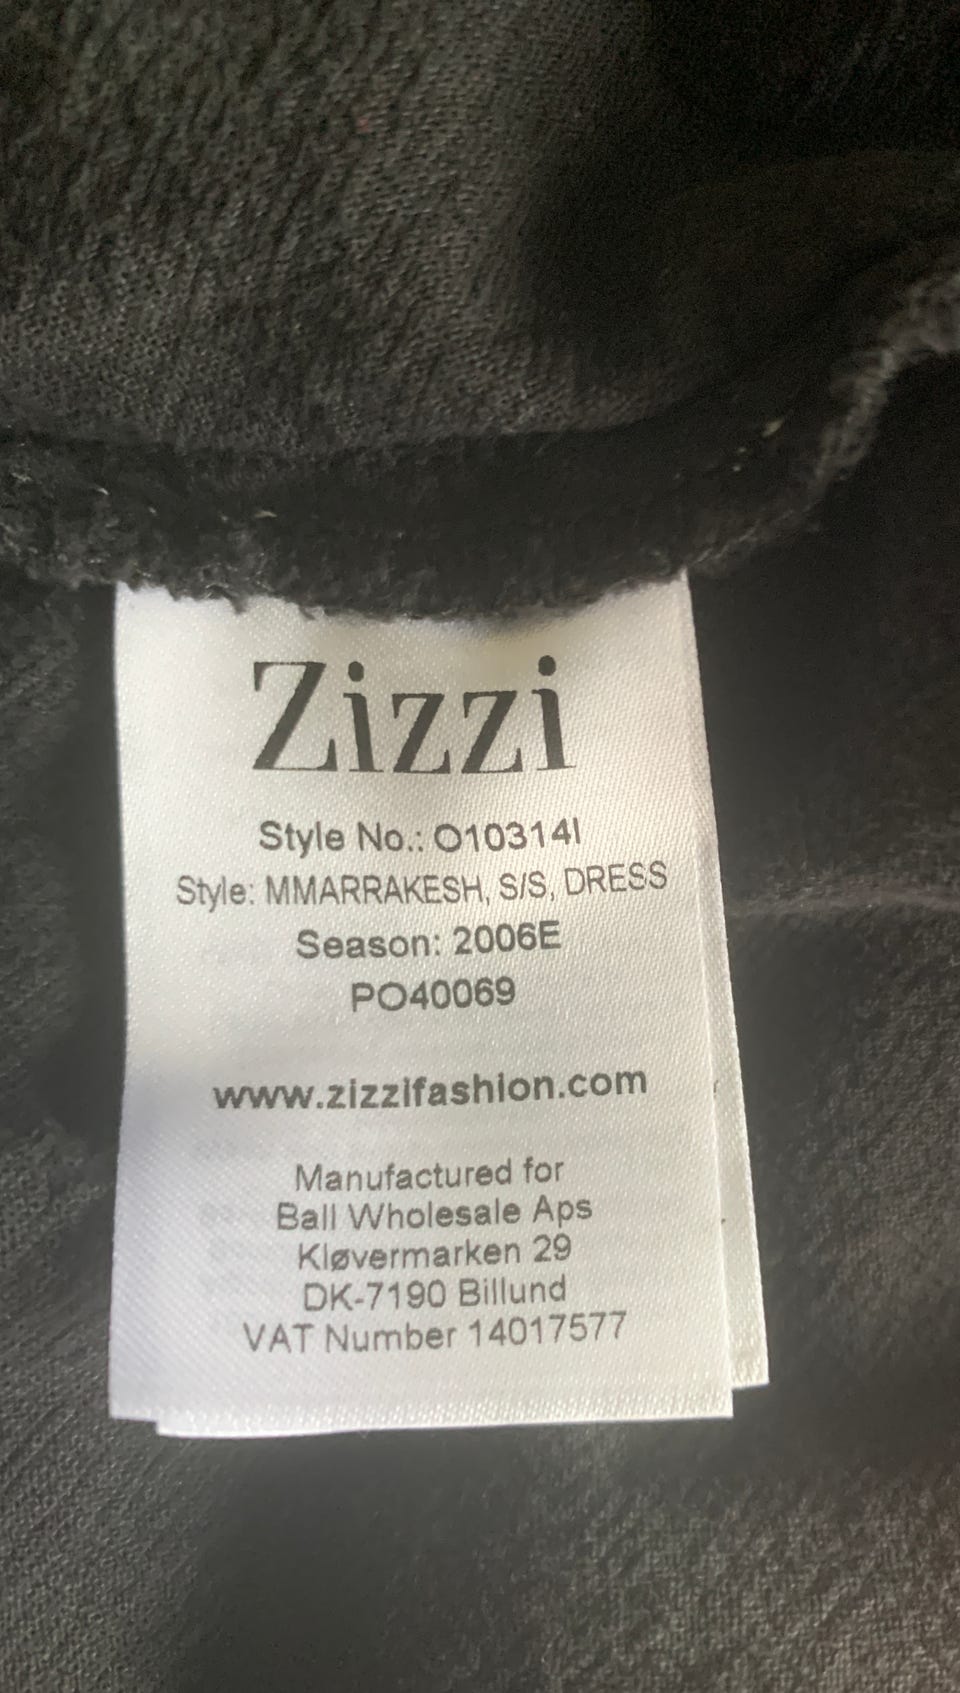 Zizzi
Style No.: O10314I
Style: MMARRAKESH, S/S, DRESS
Season: 2006E
PO40069
www.zizzifashion.com
Manufactured for
Ball Wholesale Aps
Kløvermarken 29
DK-7190 Billund
VAT Number 14017577